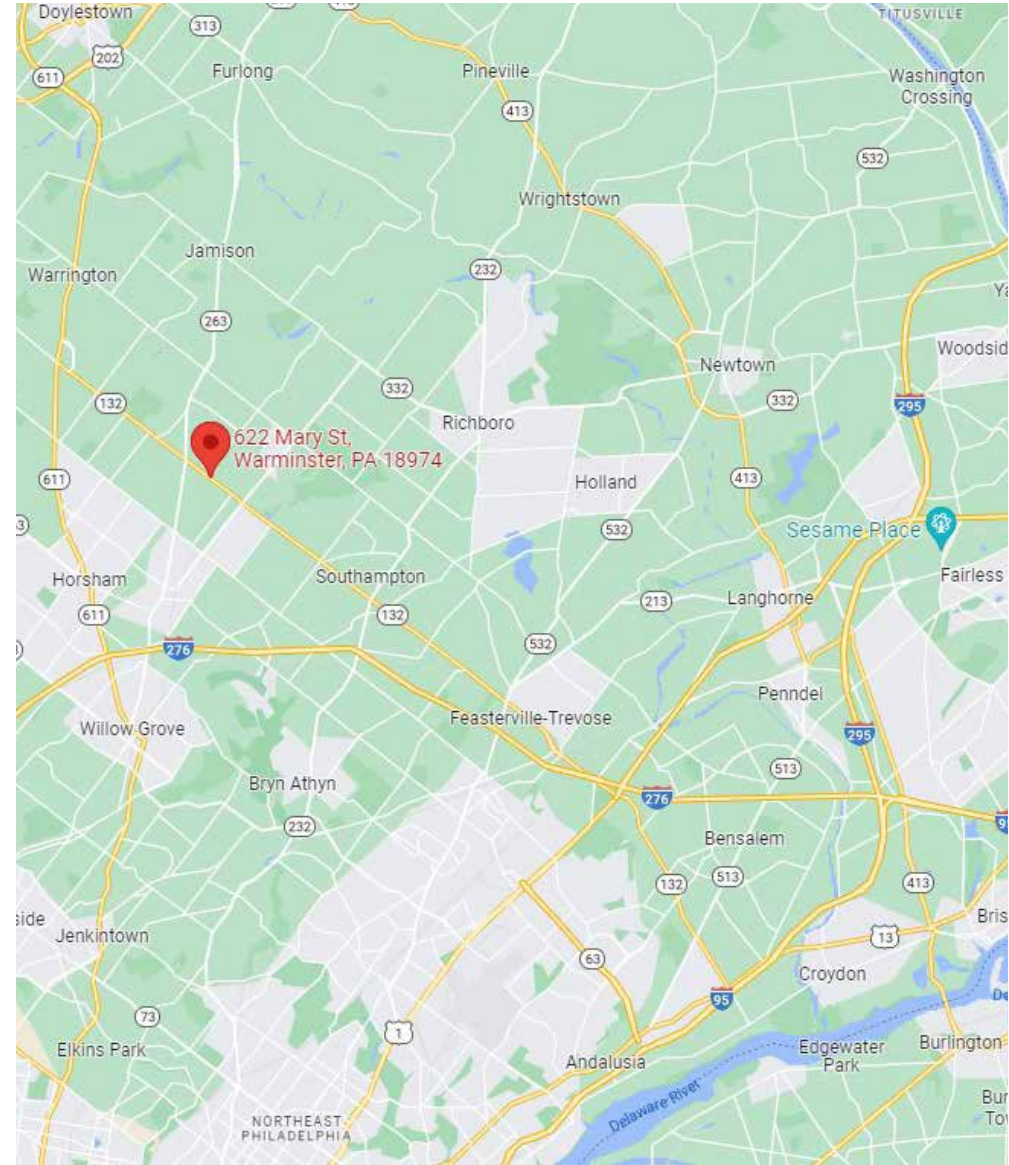 Doylestown
313
TITUSVILLE
202
611
Furlong
Pineville
Washington
Crossing
413
532
Wrightstown
Jamison
Warrington
232
263
Woodsid
Newtown
332
332
132
295
Richboro
622 Mary St,
Warminster, PA 18974
611
Holland
413
532
Sesame Place
Horsham
Southampton
Fairless
213
Langhorne
611
132
532
276
Penndel
Feasterville-Trevose
Willow Grove
295
513
Bryn Athyn
276
232
Bensalem
132
513
413
side
Jenkintown
Bris
13
63
Croydon
95
73
1
Elkins Park
Andalusia
Edgewater
Park
Burlington
Delaware River
Bur
NORTHEAST
PHILADELPHIA